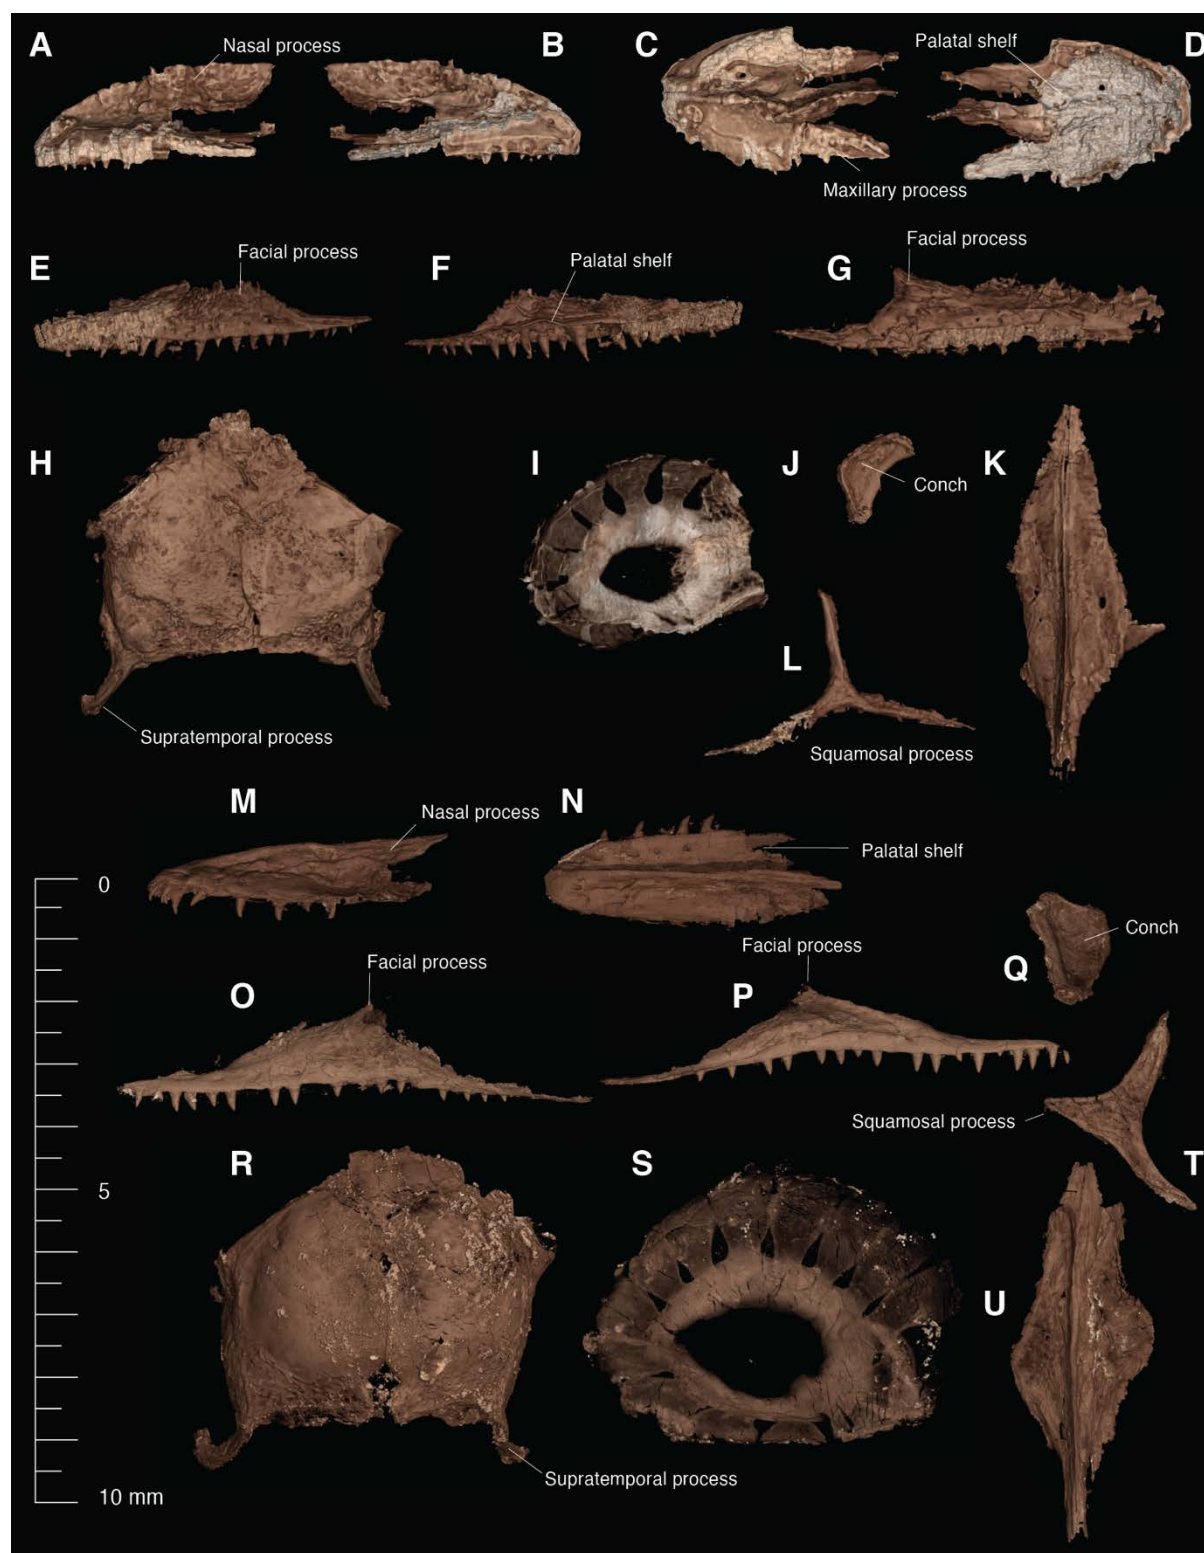 A
Nasal process
B
C
Palatal shelf
D
Maxillary process
E
Facial process
F
Palatal shelf
G
Facial process
H
I
J
Conch
K
L
Supratemporal process
Squamosal process
M
Nasal process
N
Palatal shelf
0
Facial process
Facial process
Conch
O
P
Q
Squamosal process
R
S
T
5
U
Supratemporal process
10 mm